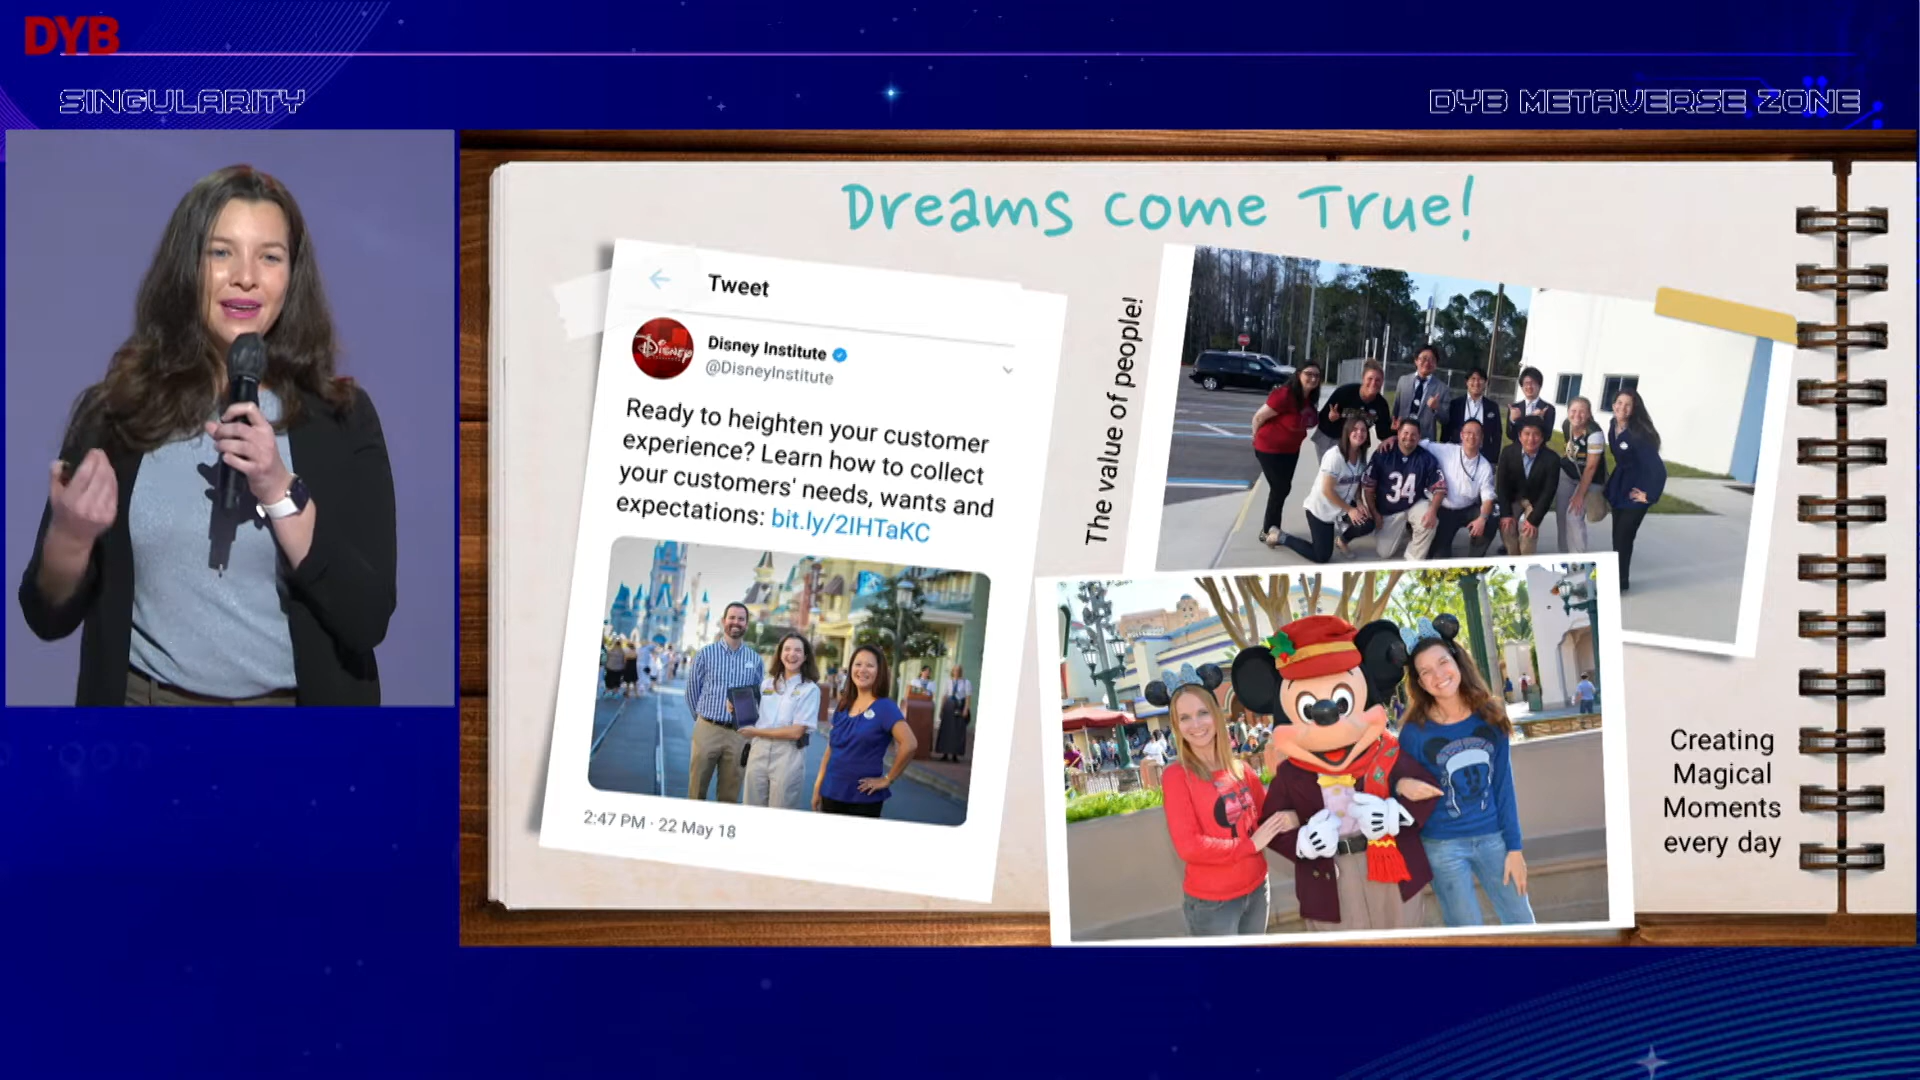 DYB
SINGULARITY
DYB METAVERSE ZONE
Dreams come True!
Tweet
Disney
Disney Institute
@DisneyInstitute
Ready to heighten your customer
experience? Learn how to collect
your customers' needs, wants and
expectations: bit.ly/2IHTaKC
2:47 PM · 22 May 18
The value of people!
34
Creating
Magical
Moments
every day